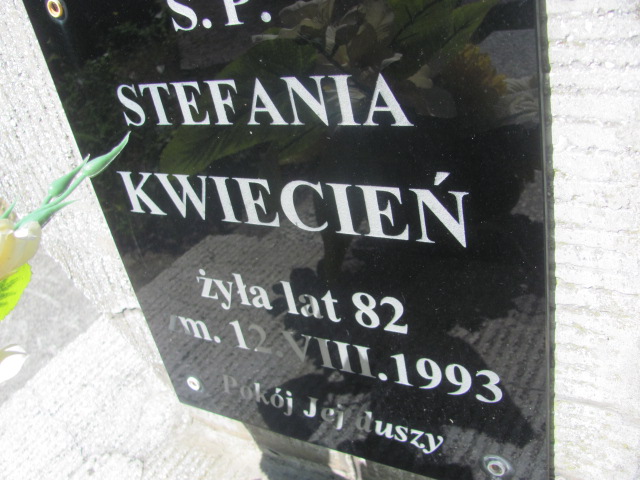 Ś.P.
STEFANIA
KWIECIEŃ
żyła lat 82
zm. 12.VIII.1993
Pokój Jej duszy